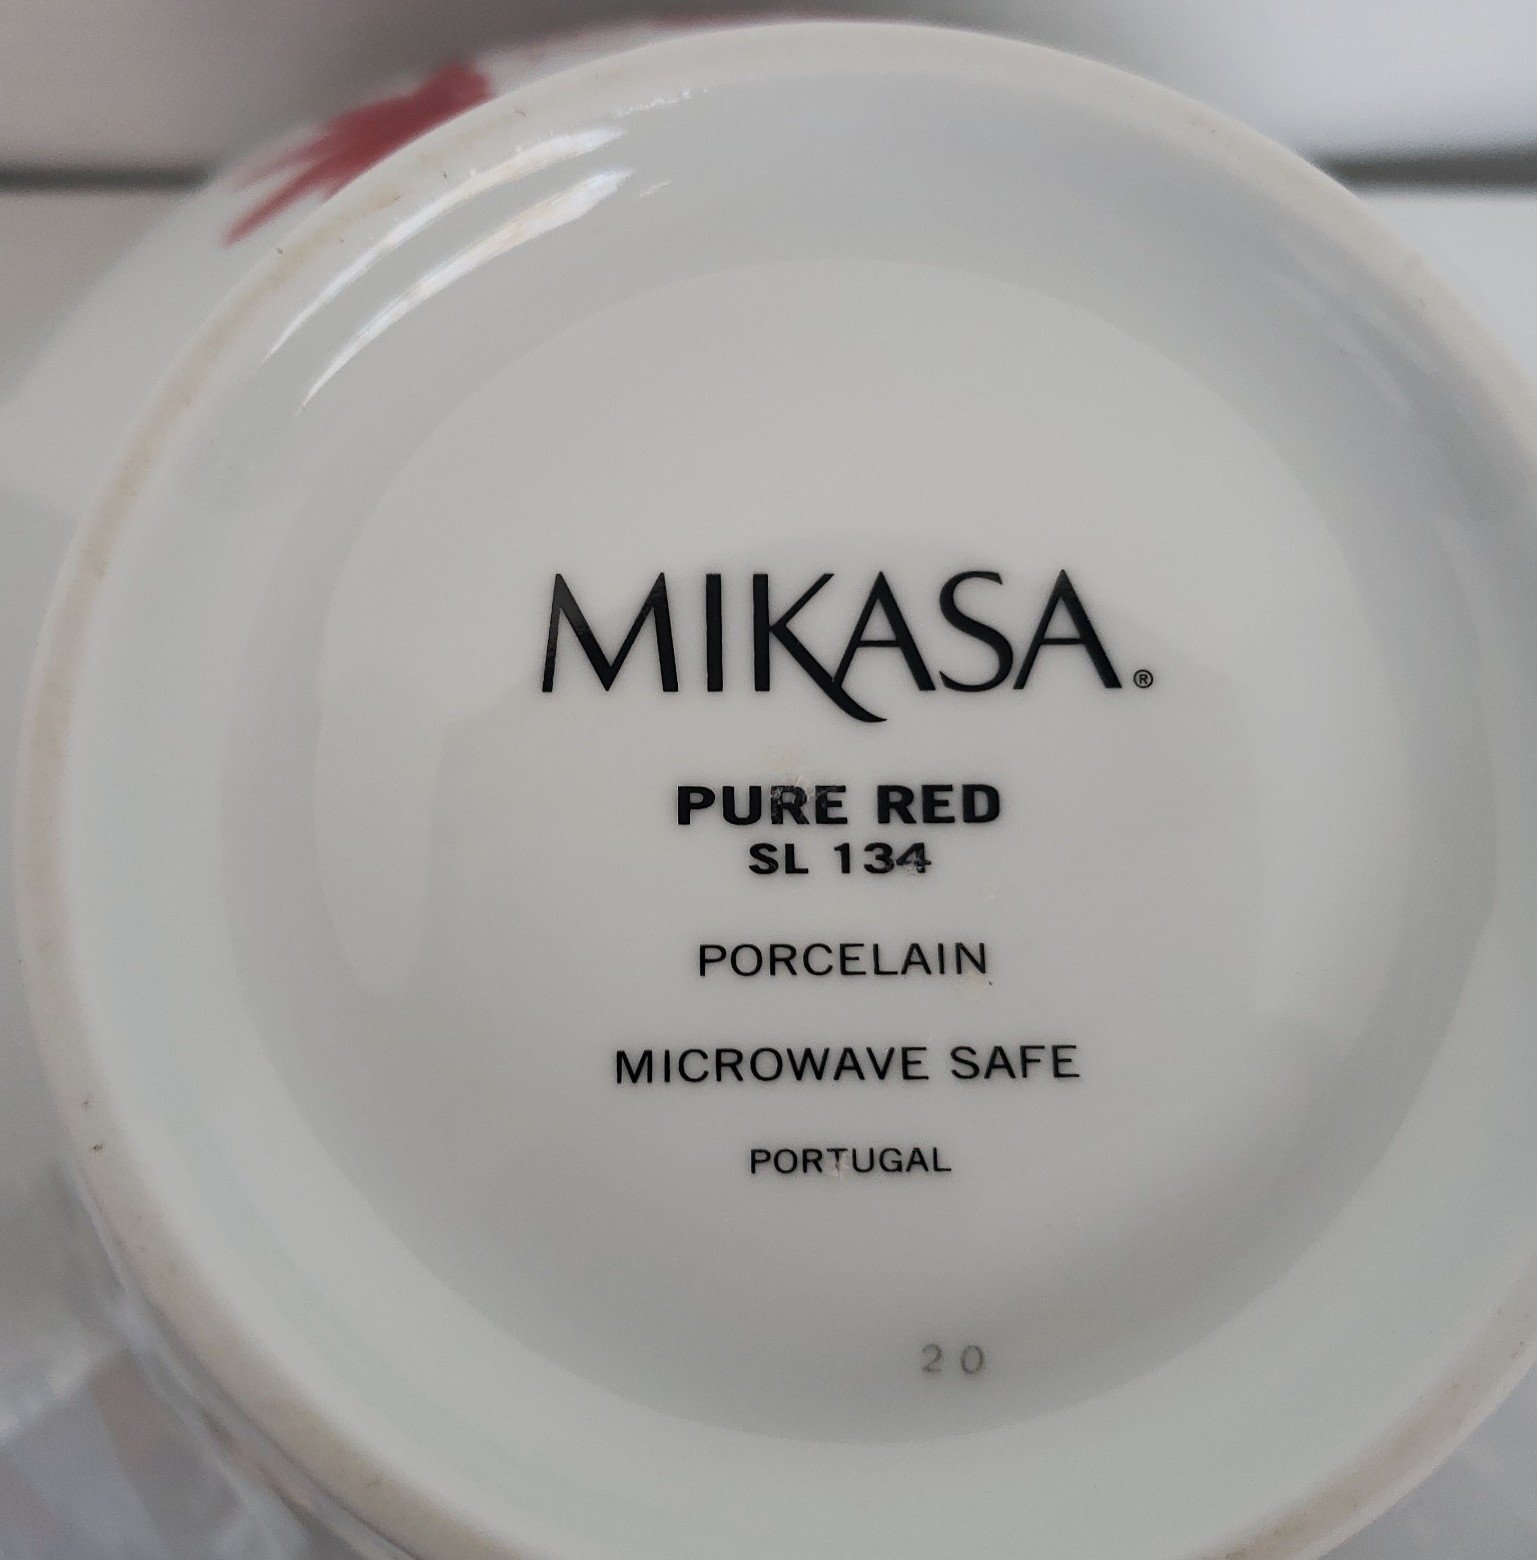 MIKASA®
PURE RED
SL 134
PORCELAIN
MICROWAVE SAFE
PORTUGAL
20